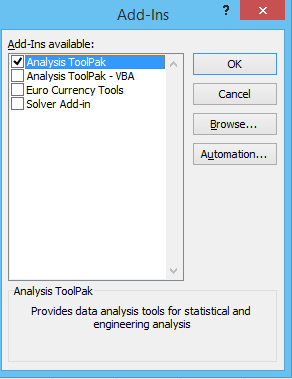 Add-Ins
?
Add-Ins available:
Analysis ToolPak
Analysis ToolPak - VBA
Euro Currency Tools
Solver Add-in
OK
Cancel
Browse...
Automation...
Analysis ToolPak
Provides data analysis tools for statistical and
engineering analysis